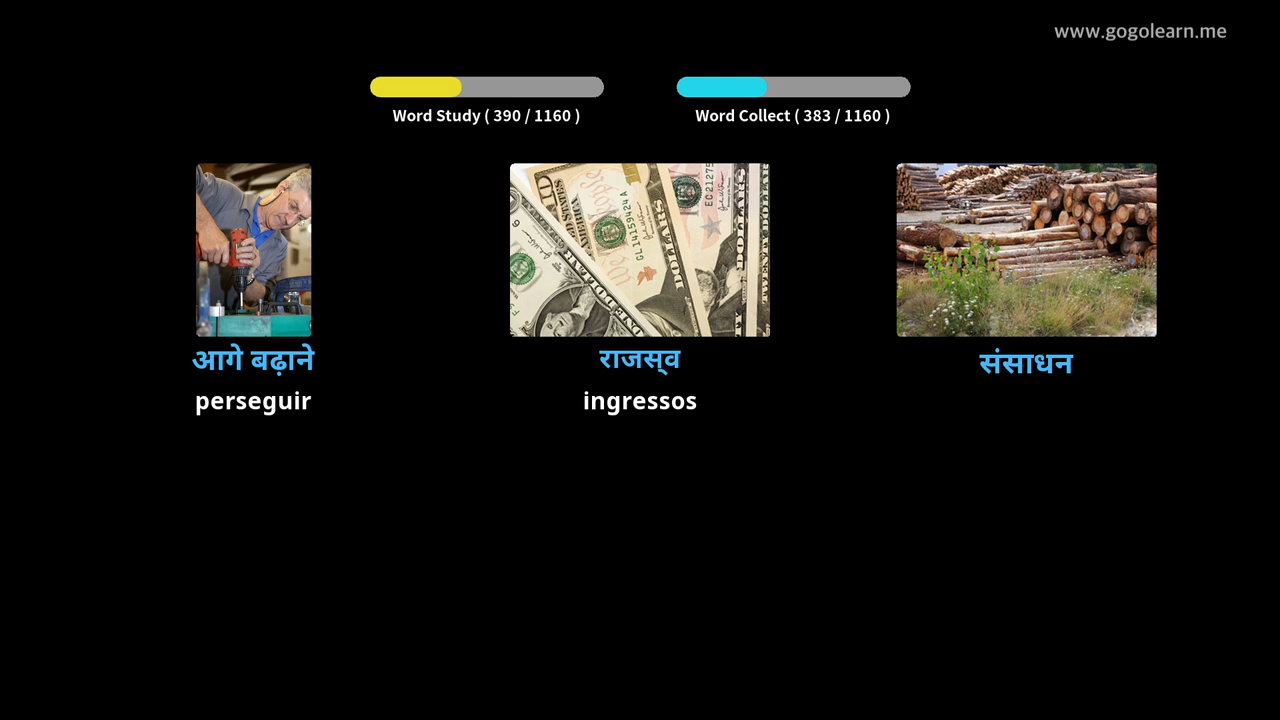 www.gogolearn.me
Word Study ( 390 / 1160 )
Word Collect ( 383 / 1160 )
आगे बढ़ाने
राजस्व
संसाधन
perseguir
ingressos